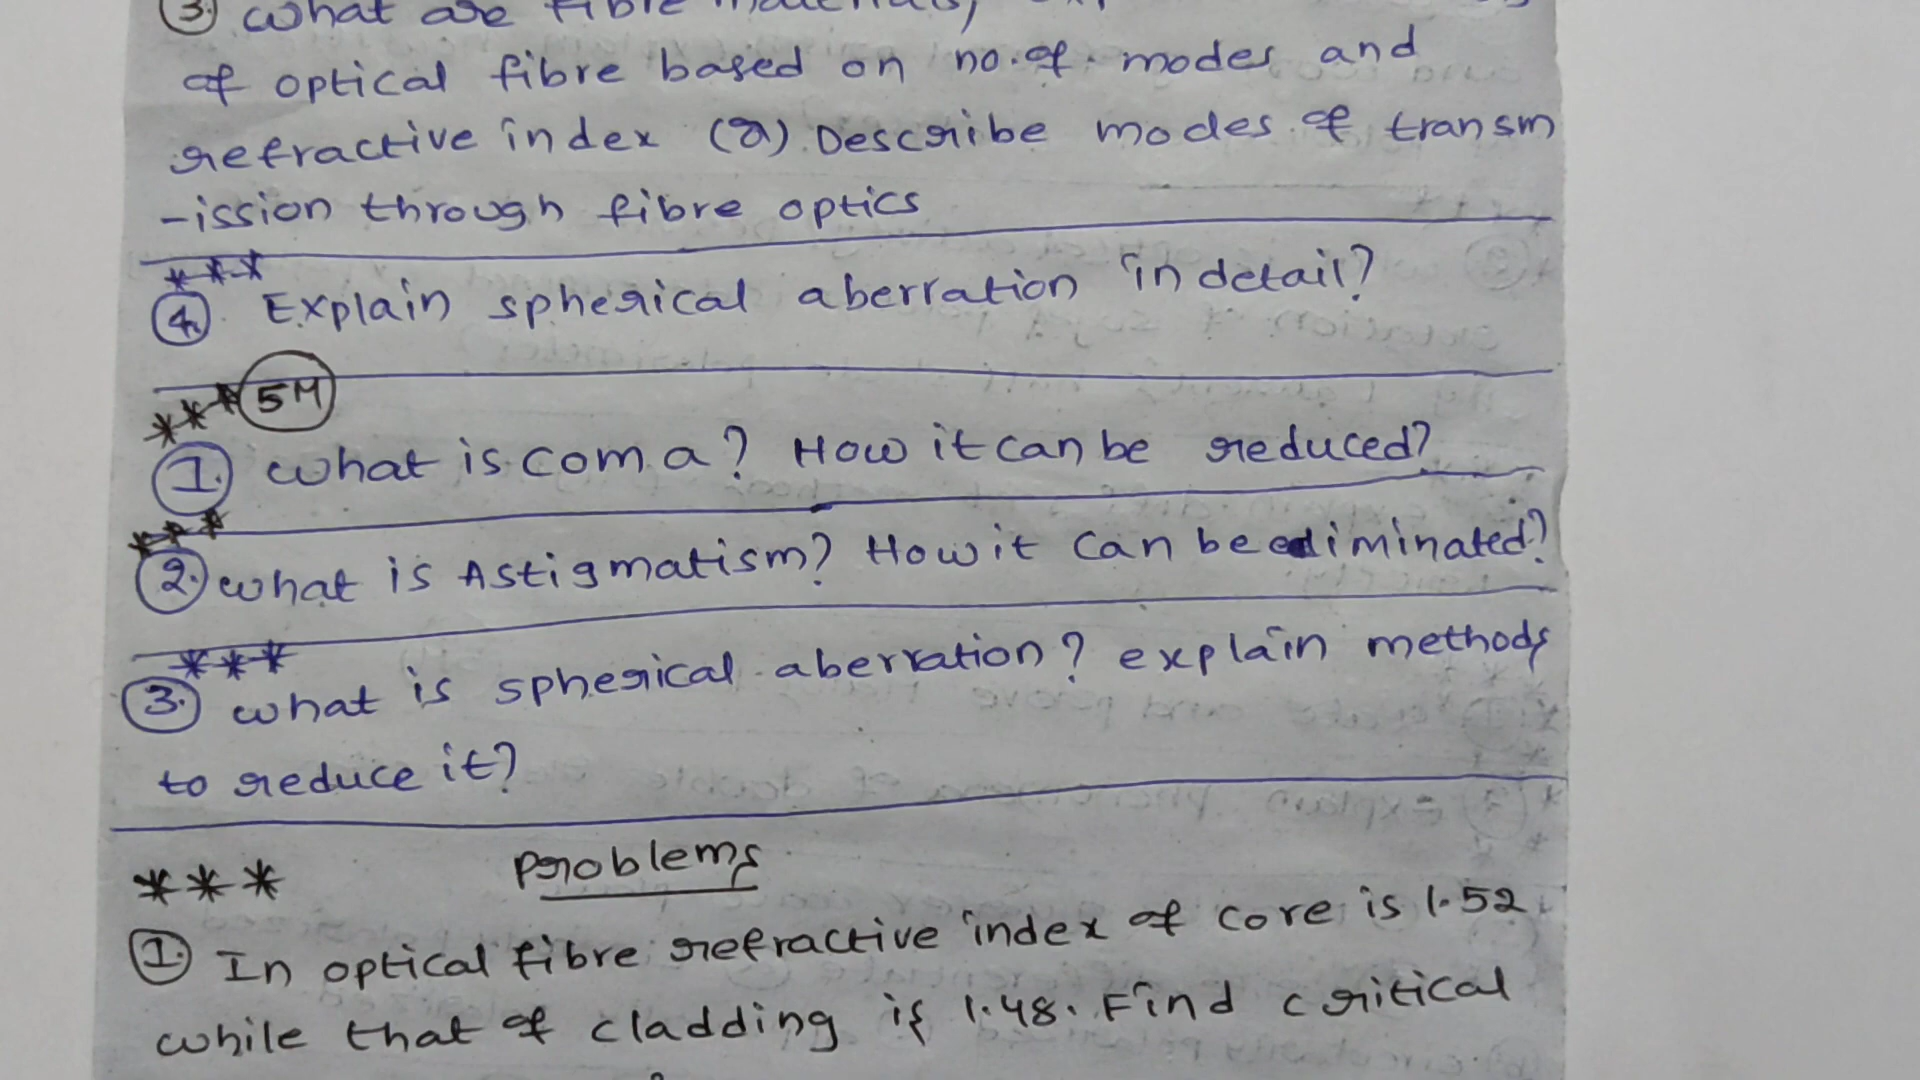 3. What are fible materials,
of optical fibre based on no.of modes and
refractive index (or) Describe modes of transm
-ission through fibre optics
***
4. Explain spherical aberration in detail?
*** 5M
1. What is coma? How it can be reduced?
***
2. What is Astigmatism? How it can be eliminated?
***
3. What is spherical aberration? explain methods
to reduce it?
*** Problems
1. In optical fibre refractive index of core is 1.52
while that of cladding is 1.48. Find critical